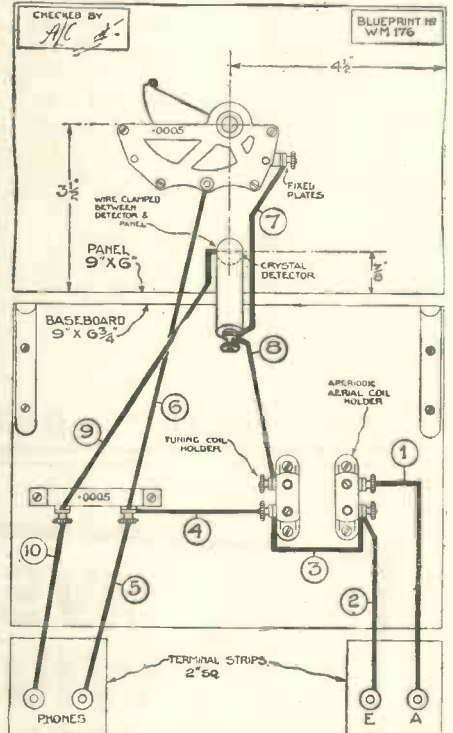 CHECKED BY
A/C
BLUEPRINT Nº
WM 176
4½"
·0005
3½"
FIXED
PLATES
WIRE CLAMPED
BETWEEN
DETECTOR &
PANEL
7
PANEL
9" X 6"
CRYSTAL
DETECTOR
7/8"
BASEBOARD
9" X 6¾"
8
6
9
APERIODIC
AERIAL COIL
HOLDER
TUNING COIL
HOLDER
1
·0005
4
3
10
5
2
TERMINAL STRIPS
2" SQ
PHONES
E
A